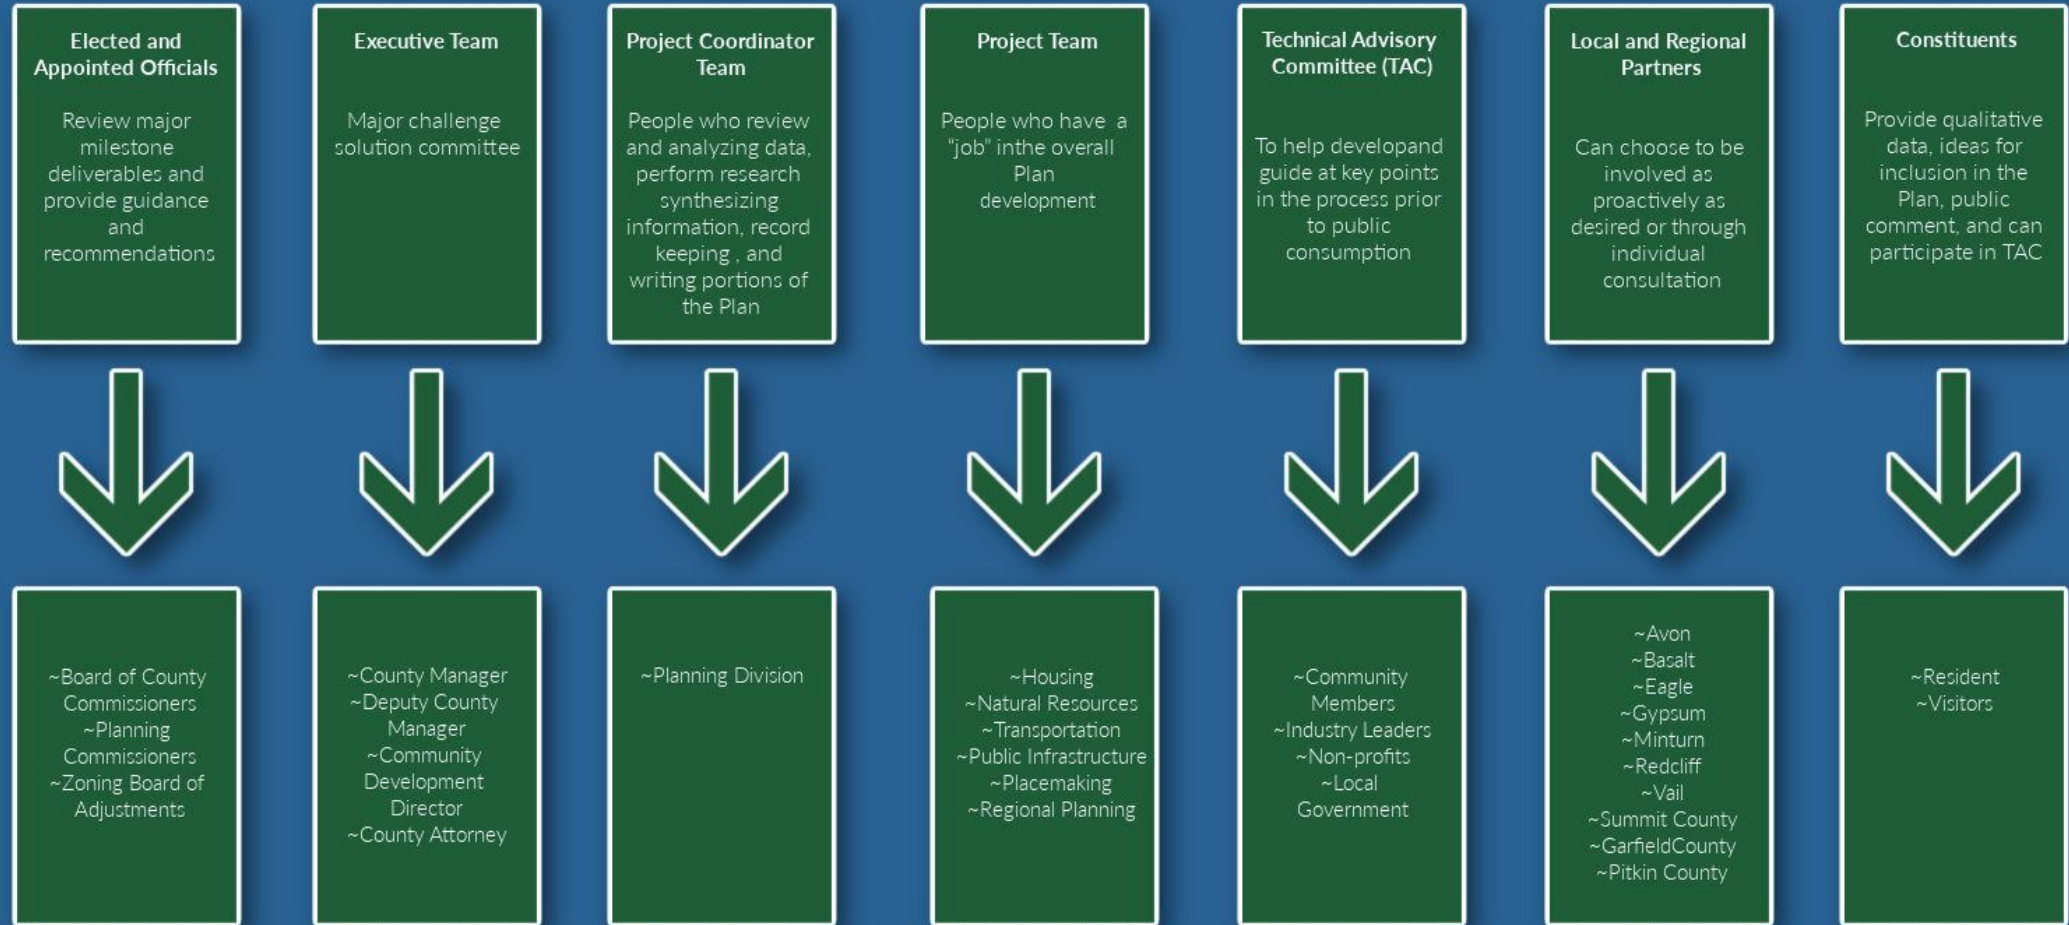 Elected and
Appointed Officials
Review major
milestone
deliverables and
provide guidance
and
recommendations
Executive Team
Major challenge
solution committee
Project Coordinator
Team
People who review
and analyzing data,
perform research
synthesizing
information, record
keeping , and
writing portions of
the Plan
Project Team
People who have a
"job" inthe overall
Plan
development
Technical Advisory
Committee (TAC)
To help developand
guide at key points
in the process prior
to public
consumption
Local and Regional
Partners
Can choose to be
involved as
proactively as
desired or through
individual
consultation
Constituents
Provide qualitative
data, ideas for
inclusion in the
Plan, public
comment, and can
participate in TAC
~Board of County
Commissioners
~Planning
Commissioners
~Zoning Board of
Adjustments
~County Manager
~Deputy County
Manager
~Community
Development
Director
~County Attorney
~Planning Division
~Housing
~Natural Resources
~Transportation
~Public Infrastructure
~Placemaking
~Regional Planning
~Community
Members
~Industry Leaders
~Non-profits
~Local
Government
~Avon
~Basalt
~Eagle
~Gypsum
~Minturn
~Redcliff
~Vail
~Summit County
~GarfieldCounty
~Pitkin County
~Resident
~Visitors